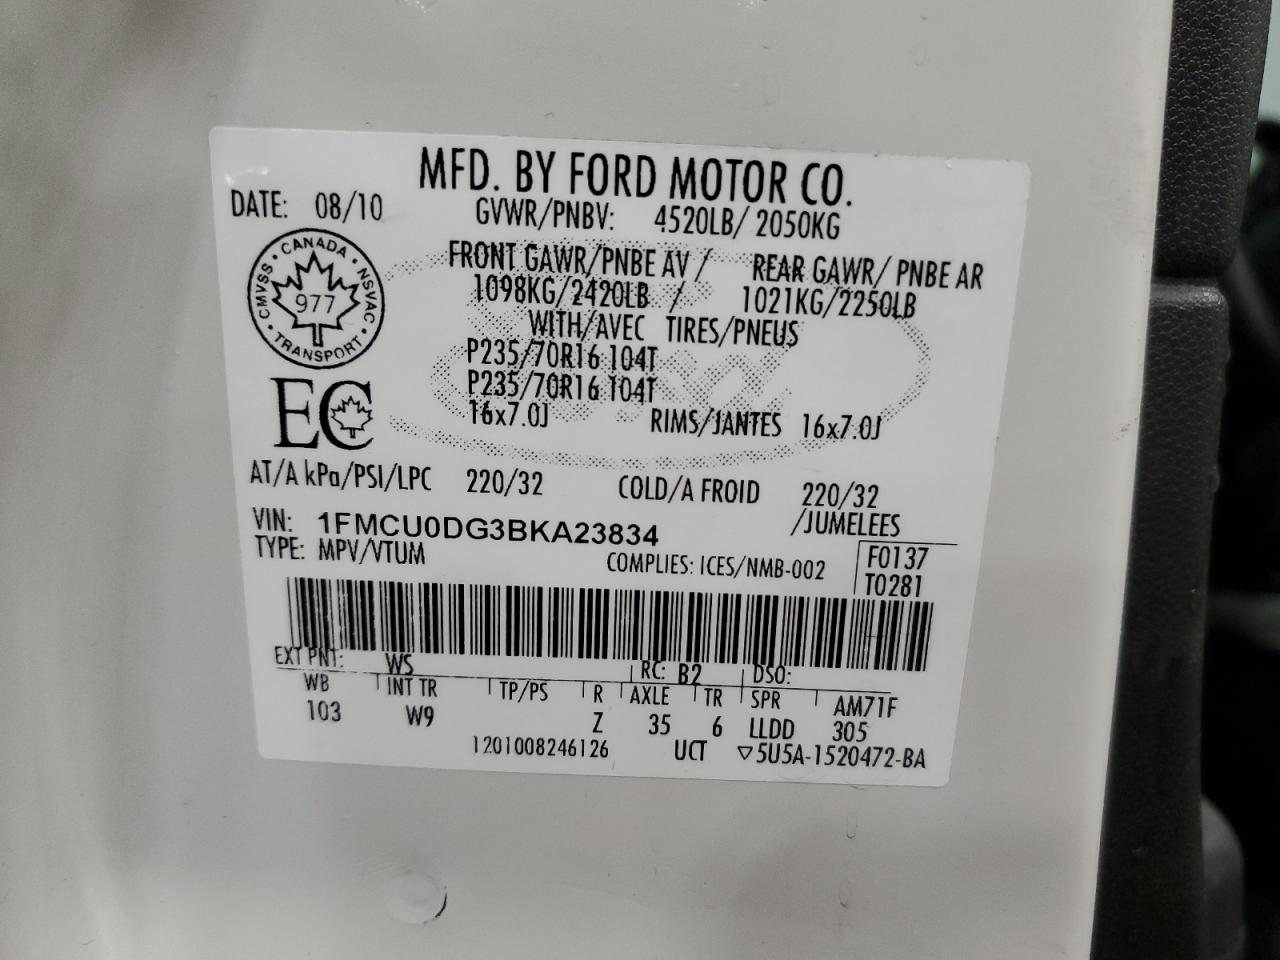 MFD. BY FORD MOTOR CO.
DATE: 08/10 GVWR/PNBV: 4520LB/ 2050KG
FRONT GAWR/PNBE AV / REAR GAWR/ PNBE AR
1098KG/2420LB / 1021KG/2250LB
WITH/AVEC TIRES/PNEUS
P235/70R16 104T
P235/70R16 104T
16x7.0J RIMS/JANTES 16x7.0J
CANADA · NSVAC · TRANSPORT · CMVSS ·
977
EC
AT/A kPa/PSI/LPC 220/32 COLD/A FROID 220/32
/JUMELEES
VIN: 1FMCU0DG3BKA23834
TYPE: MPV/VTUM COMPLIES: ICES/NMB-002
F0137
T0281
EXT PNT: WS RC: B2 DSO:
WB INT TR TP/PS R AXLE TR SPR AM71F
103 W9 Z 35 6 LLDD 305
1201008246126 UCT ▽5U5A-1520472-BA